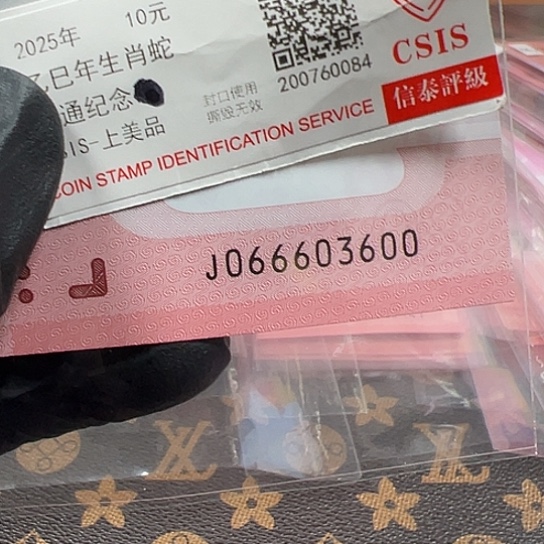 2025年 10元
乙巳年生肖蛇
通纪念
SIS-上美品
封口使用
撕毁无效
200760084
CSIS
信泰評級
COIN STAMP IDENTIFICATION SERVICE
J066603600